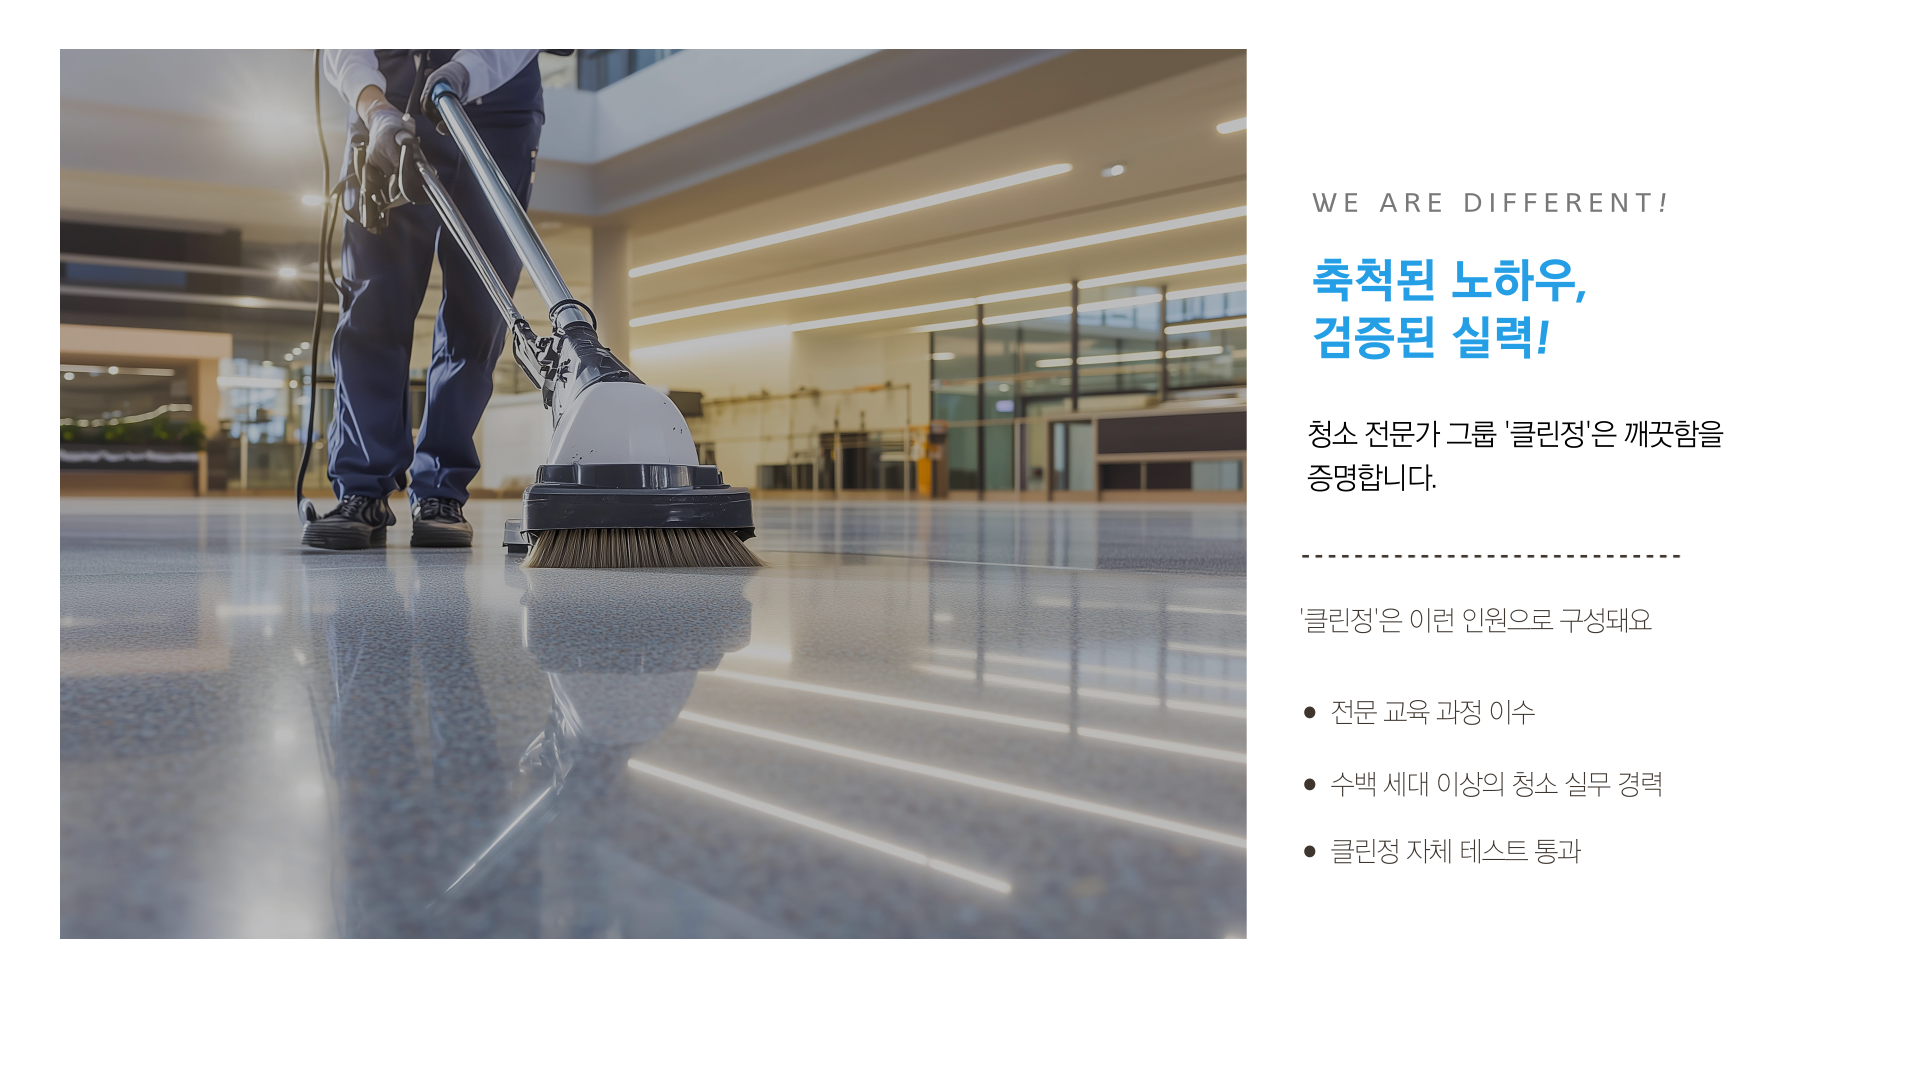 WE ARE DIFFERENT!
축척된 노하우,
검증된 실력!
청소 전문가 그룹 '클린정'은 깨끗함을
증명합니다.
'클린정'은 이런 인원으로 구성돼요
● 전문 교육 과정 이수
● 수백 세대 이상의 청소 실무 경력
● 클린정 자체 테스트 통과